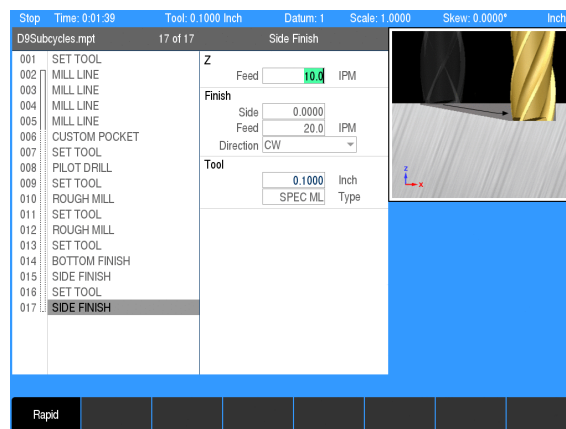 Stop Time: 0:01:39 Tool: 0.1000 Inch Datum: 1 Scale: 1.0000 Skew: 0.0000° Inch
D9Subcycles.mpt 17 of 17 Side Finish
001 SET TOOL
002 MILL LINE
003 MILL LINE
004 MILL LINE
005 MILL LINE
006 CUSTOM POCKET
007 SET TOOL
008 PILOT DRILL
009 SET TOOL
010 ROUGH MILL
011 SET TOOL
012 ROUGH MILL
013 SET TOOL
014 BOTTOM FINISH
015 SIDE FINISH
016 SET TOOL
017 SIDE FINISH
Z
Feed 10.0 IPM
Finish
Side 0.0000
Feed 20.0 IPM
Direction CW
Tool
0.1000 Inch
SPEC ML Type
z
x
Rapid